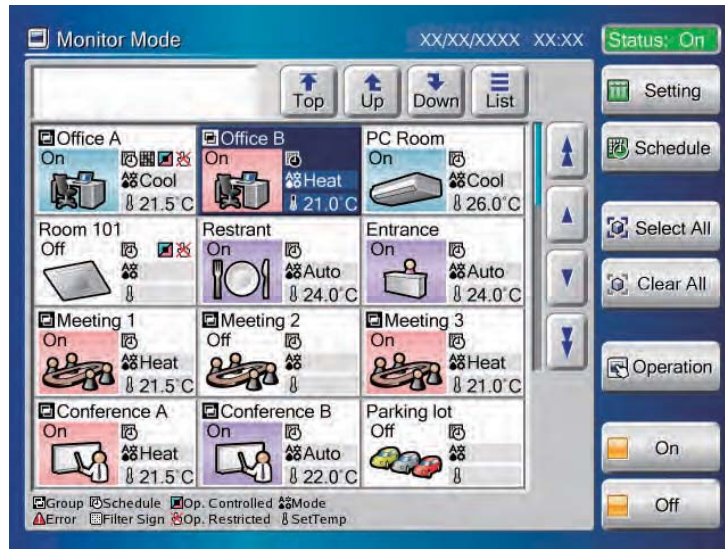 Monitor Mode XX/XX/XXXX XX:XX Status: On
Top Up Down List
Setting
Schedule
Select All
Clear All
Operation
On
Off
Office A
On
Cool
21.5°C
Office B
On
Heat
21.0°C
PC Room
On
Cool
26.0°C
Room 101
Off
Restrant
On
Auto
24.0°C
Entrance
On
Auto
24.0°C
Meeting 1
On
Heat
21.5°C
Meeting 2
Off
Meeting 3
On
Heat
21.0°C
Conference A
On
Heat
21.5°C
Conference B
On
Auto
22.0°C
Parking lot
Off
Group Schedule Op. Controlled Mode
Error Filter Sign Op. Restricted SetTemp